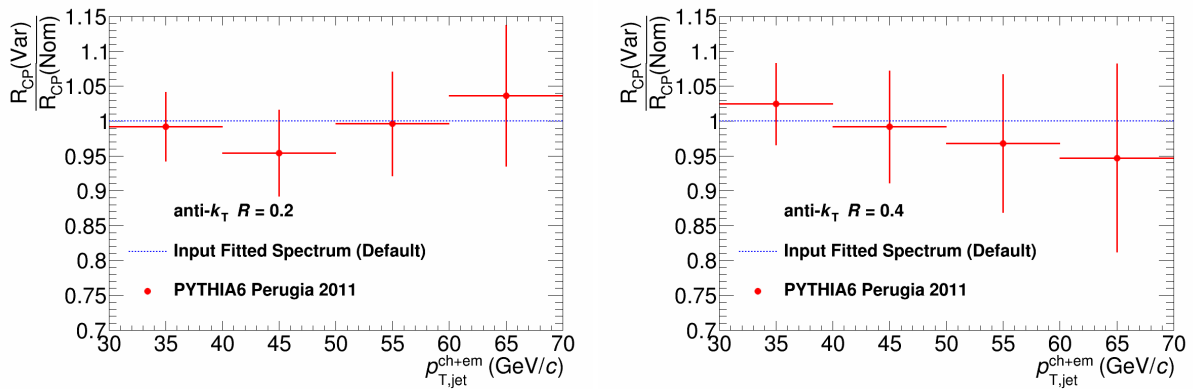 R_CP(Var)
R_CP(Nom)
1.15
1.1
1.05
1
0.95
0.9
0.85
0.8
0.75
0.7
anti-k_T R = 0.2
Input Fitted Spectrum (Default)
PYTHIA6 Perugia 2011
30 35 40 45 50 55 60 65 70
p_T,jet^ch+em (GeV/c)
R_CP(Var)
R_CP(Nom)
1.15
1.1
1.05
1
0.95
0.9
0.85
0.8
0.75
0.7
anti-k_T R = 0.4
Input Fitted Spectrum (Default)
PYTHIA6 Perugia 2011
30 35 40 45 50 55 60 65 70
p_T,jet^ch+em (GeV/c)